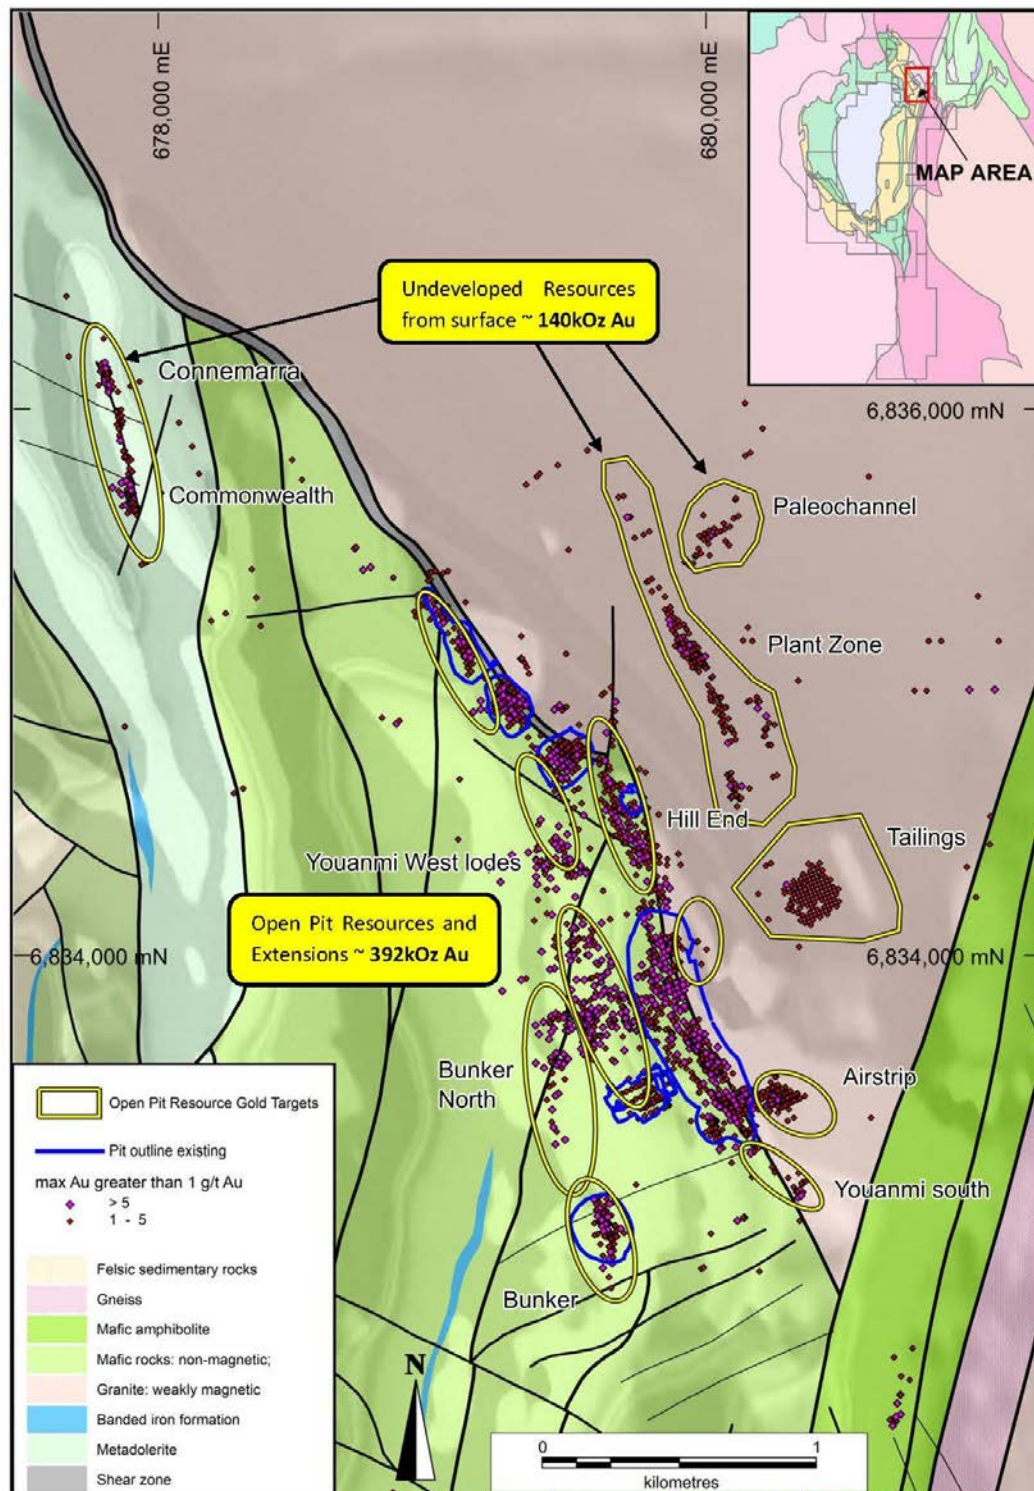 678,000 mE
680,000 mE
MAP AREA
Undeveloped Resources
from surface ~ 140kOz Au
Connemarra
6,836,000 mN
Commonwealth
Paleochannel
Plant Zone
Hill End
Tailings
Youanmi West lodes
Open Pit Resources and
Extensions ~ 392kOz Au
6,834,000 mN
6,834,000 mN
Bunker
North
Airstrip
Youanmi south
Bunker
Open Pit Resource Gold Targets
Pit outline existing
max Au greater than 1 g/t Au
> 5
1 - 5
Felsic sedimentary rocks
Gneiss
Mafic amphibolite
Mafic rocks: non-magnetic;
Granite: weakly magnetic
Banded iron formation
Metadolerite
Shear zone
N
0 1
kilometres